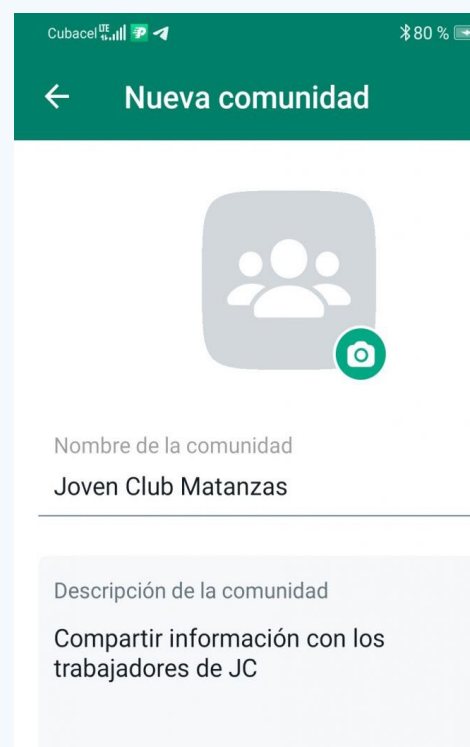 Cubacel LTE 80 %
Nueva comunidad
Nombre de la comunidad
Joven Club Matanzas
Descripción de la comunidad
Compartir información con los
trabajadores de JC